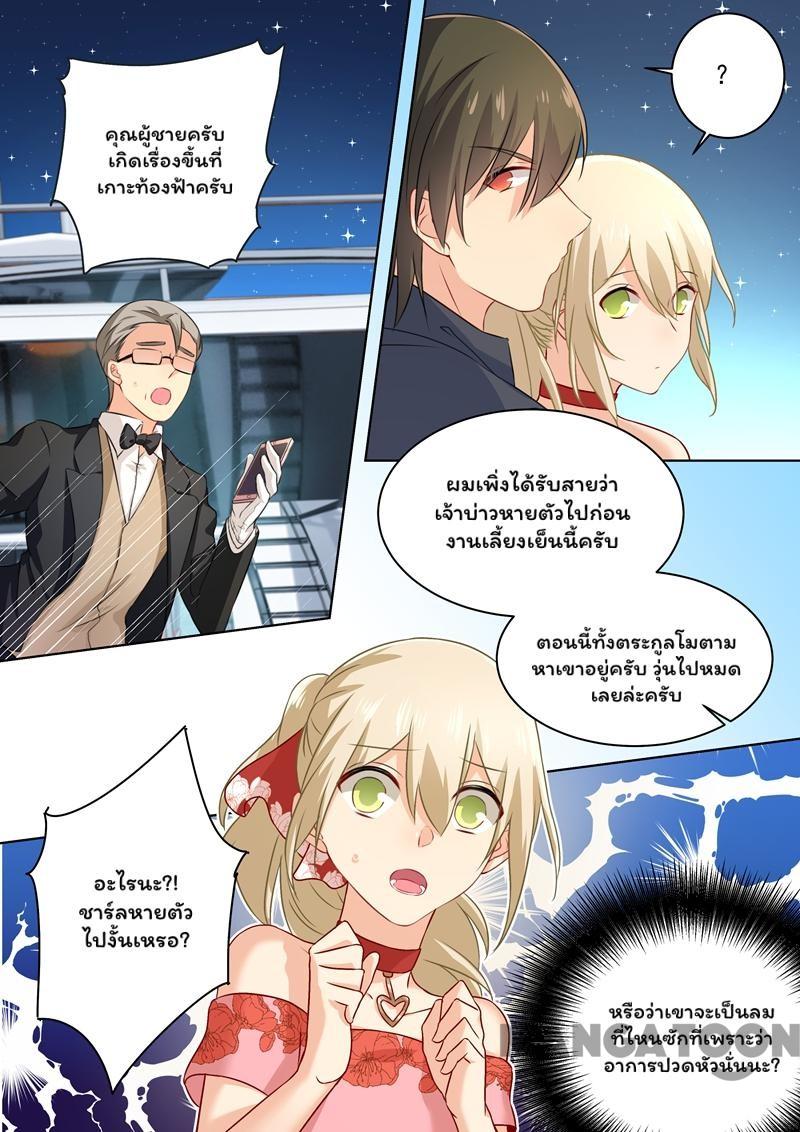 คุณผู้ชายครับ
เกิดเรื่องขึ้นที่
เกาะท้องฟ้าครับ
?
ผมเพิ่งได้รับสายว่า
เจ้าบ่าวหายตัวไปก่อน
งานเลี้ยงเย็นนี้ครับ
ตอนนี้ทั้งตระกูลโมตาม
หาเขาอยู่ครับ วุ่นไปหมด
เลยล่ะครับ
อะไรนะ?!
ชาร์ลหายตัว
ไปงั้นเหรอ?
หรือว่าเขาจะเป็นลม
ที่ไหนซักที่เพราะว่า
อาการปวดหัวนั่นนะ?
MANGATOON